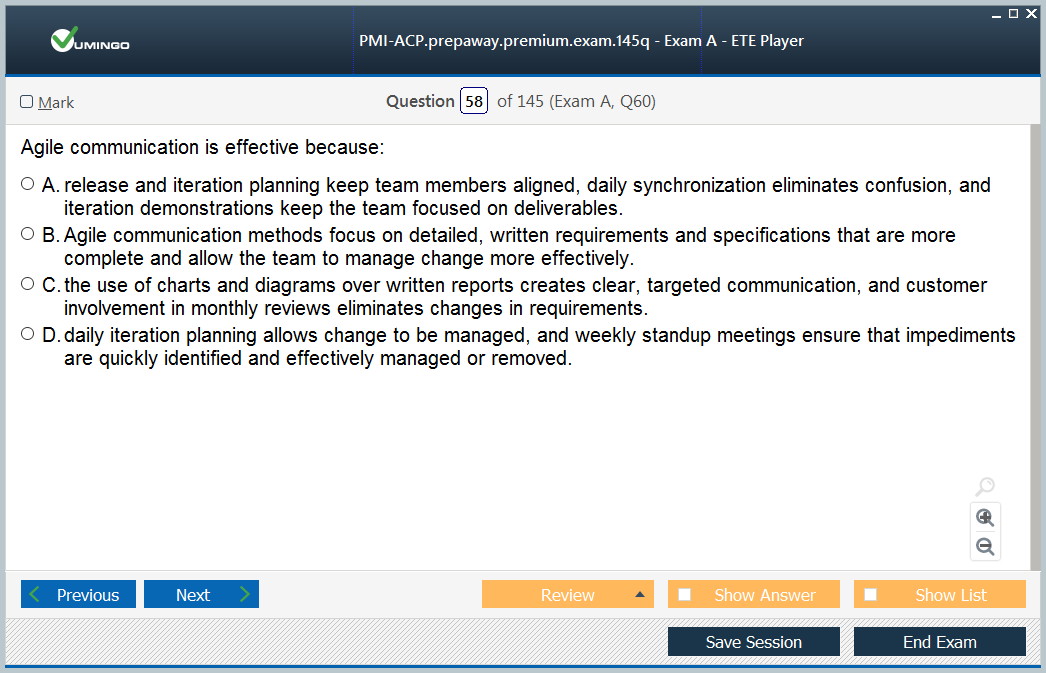 VUMINGO
PMI-ACP.prepaway.premium.exam.145q - Exam A - ETE Player
Mark
Question 58 of 145 (Exam A, Q60)
Agile communication is effective because:
A. release and iteration planning keep team members aligned, daily synchronization eliminates confusion, and
iteration demonstrations keep the team focused on deliverables.
B. Agile communication methods focus on detailed, written requirements and specifications that are more
complete and allow the team to manage change more effectively.
C. the use of charts and diagrams over written reports creates clear, targeted communication, and customer
involvement in monthly reviews eliminates changes in requirements.
D. daily iteration planning allows change to be managed, and weekly standup meetings ensure that impediments
are quickly identified and effectively managed or removed.
Previous
Next
Review
Show Answer
Show List
Save Session
End Exam